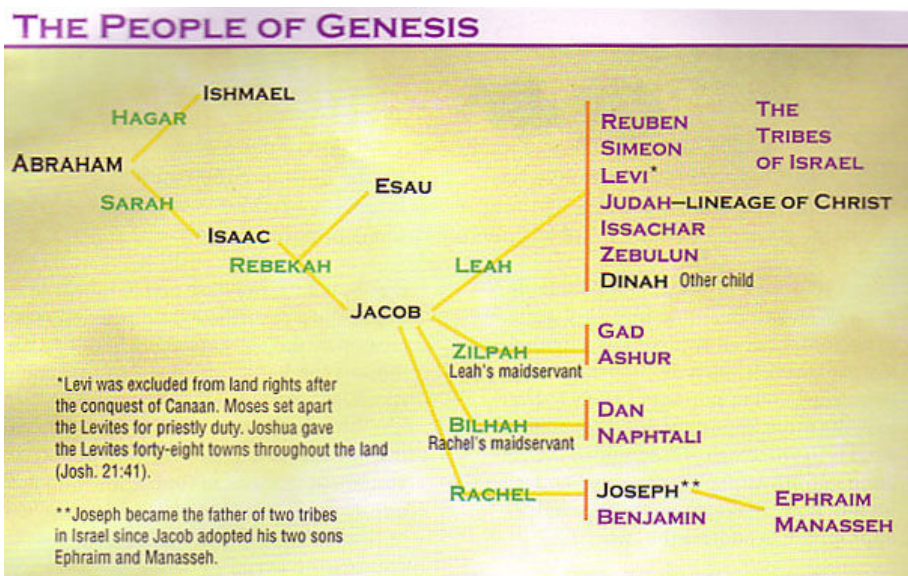 THE PEOPLE OF GENESIS
ISHMAEL
HAGAR
ABRAHAM
SARAH
ISAAC
ESAU
REBEKAH
JACOB
LEAH
REUBEN
SIMEON
LEVI*
JUDAH—LINEAGE OF CHRIST
ISSACHAR
ZEBULUN
DINAH Other child
THE
TRIBES
OF ISRAEL
ZILPAH
Leah's maidservant
GAD
ASHUR
BILHAH
Rachel's maidservant
DAN
NAPHTALI
RACHEL
JOSEPH**
BENJAMIN
EPHRAIM
MANASSEH
*Levi was excluded from land rights after
the conquest of Canaan. Moses set apart
the Levites for priestly duty. Joshua gave
the Levites forty-eight towns throughout the land
(Josh. 21:41).
**Joseph became the father of two tribes
in Israel since Jacob adopted his two sons
Ephraim and Manasseh.